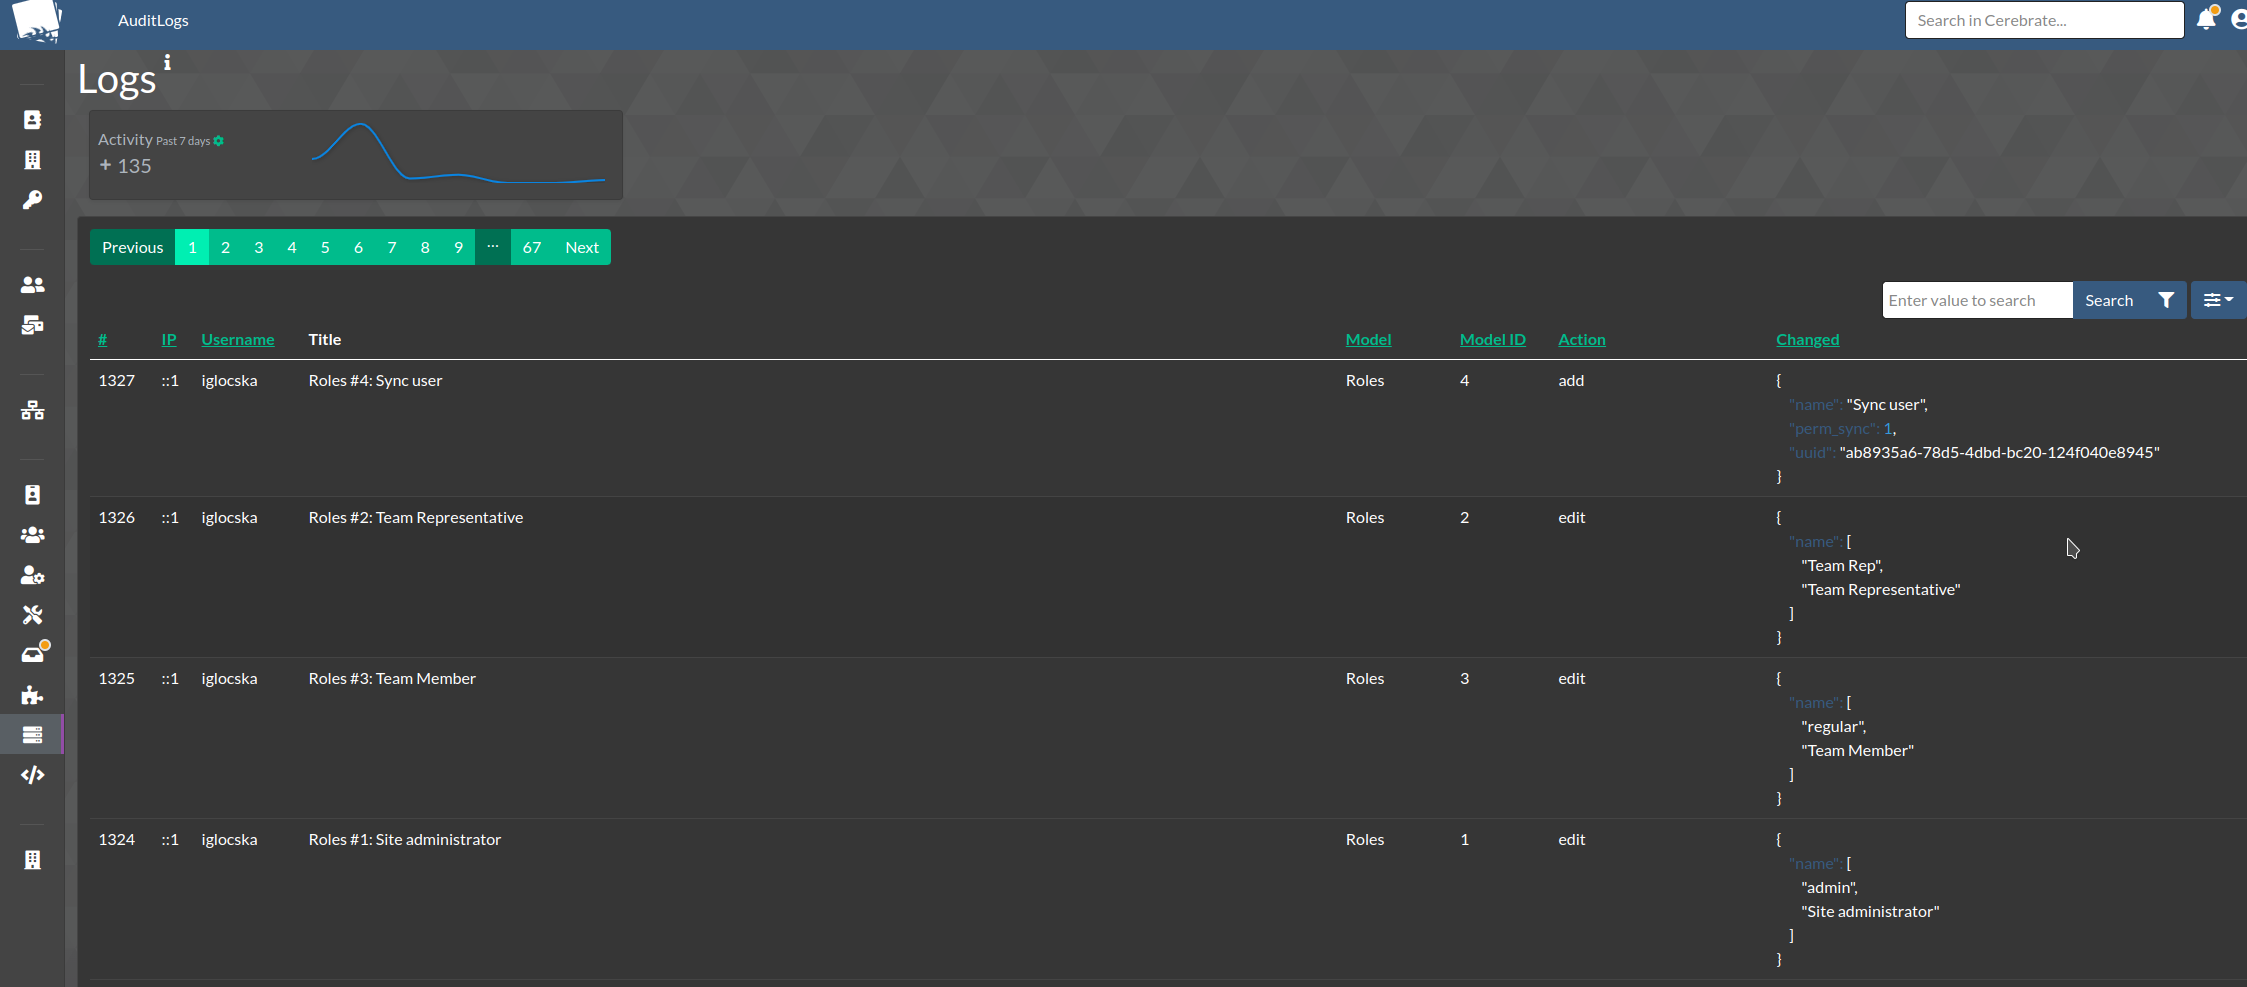 AuditLogs
Search in Cerebrate...
Logs
Activity Past 7 days
+ 135
Previous 1 2 3 4 5 6 7 8 9 ... 67 Next
Enter value to search Search
# IP Username Title Model Model ID Action Changed
1327 ::1 iglocska Roles #4: Sync user Roles 4 add {
"name": "Sync user",
"perm_sync": 1,
"uuid": "ab8935a6-78d5-4dbd-bc20-124f040e8945"
}
1326 ::1 iglocska Roles #2: Team Representative Roles 2 edit {
"name": [
"Team Rep",
"Team Representative"
]
}
1325 ::1 iglocska Roles #3: Team Member Roles 3 edit {
"name": [
"regular",
"Team Member"
]
}
1324 ::1 iglocska Roles #1: Site administrator Roles 1 edit {
"name": [
"admin",
"Site administrator"
]
}